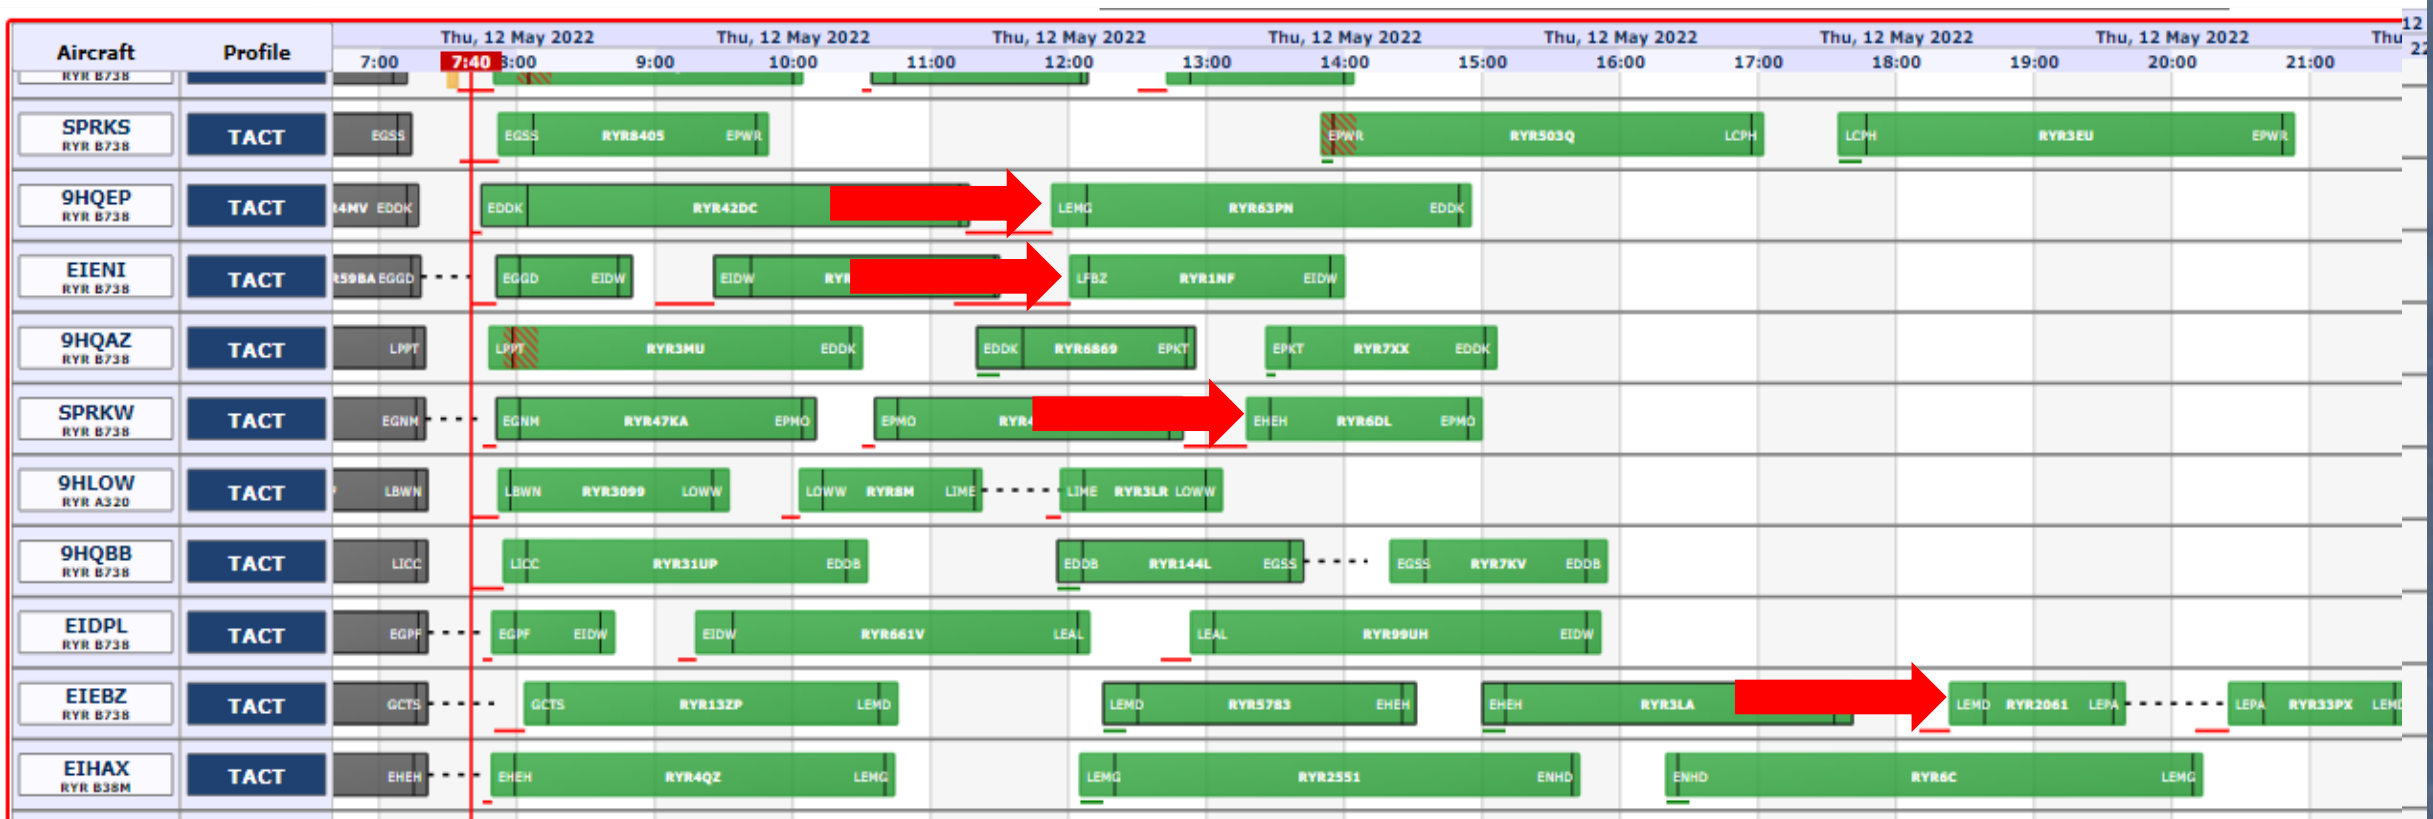 Aircraft Profile
Thu, 12 May 2022 Thu, 12 May 2022 Thu, 12 May 2022 Thu, 12 May 2022 Thu, 12 May 2022 Thu, 12 May 2022 Thu, 12 May 2022 Thu 12
7:00 7:40 8:00 9:00 10:00 11:00 12:00 13:00 14:00 15:00 16:00 17:00 18:00 19:00 20:00 21:00 22
RYR B738
SPRKS TACT EGSS EGSS RYR8405 EPWR EPWR RYR503Q LCPH LCPH RYR3EU EPWR
RYR B738
9HQEP TACT R4MV EDDK EDDK RYR42DC LEMG RYR63PN EDDK
RYR B738
EIENI TACT R59BA EGGD EGGD EIDW EIDW RYR LFBZ RYR1NF EIDW
RYR B738
9HQAZ TACT LPPT LPPT RYR3MU EDDK EDDK RYR6869 EPKT EPKT RYR7XX EDDK
RYR B738
SPRKW TACT EGNM EGNM RYR47KA EPMO EPMO RYR4 EHEH RYR6DL EPMO
RYR B738
9HLOW TACT LBWN LBWN RYR3099 LOWW LOWW RYR8M LIME LIME RYR3LR LOWW
RYR A320
9HQBB TACT LICC LICC RYR31UP EDDB EDDB RYR144L EGSS EGSS RYR7KV EDDB
RYR B738
EIDPL TACT EGPF EGPF EIDW EIDW RYR661V LEAL LEAL RYR99UH EIDW
RYR B738
EIEBZ TACT GCTS GCTS RYR13ZP LEMD LEMD RYR5783 EHEH EHEH RYR3LA LEMD RYR2061 LEPA LEPA RYR33PX LEMD
RYR B738
EIHAX TACT EHEH EHEH RYR4QZ LEMG LEMG RYR2551 ENHD ENHD RYR6C LEMG
RYR B38M